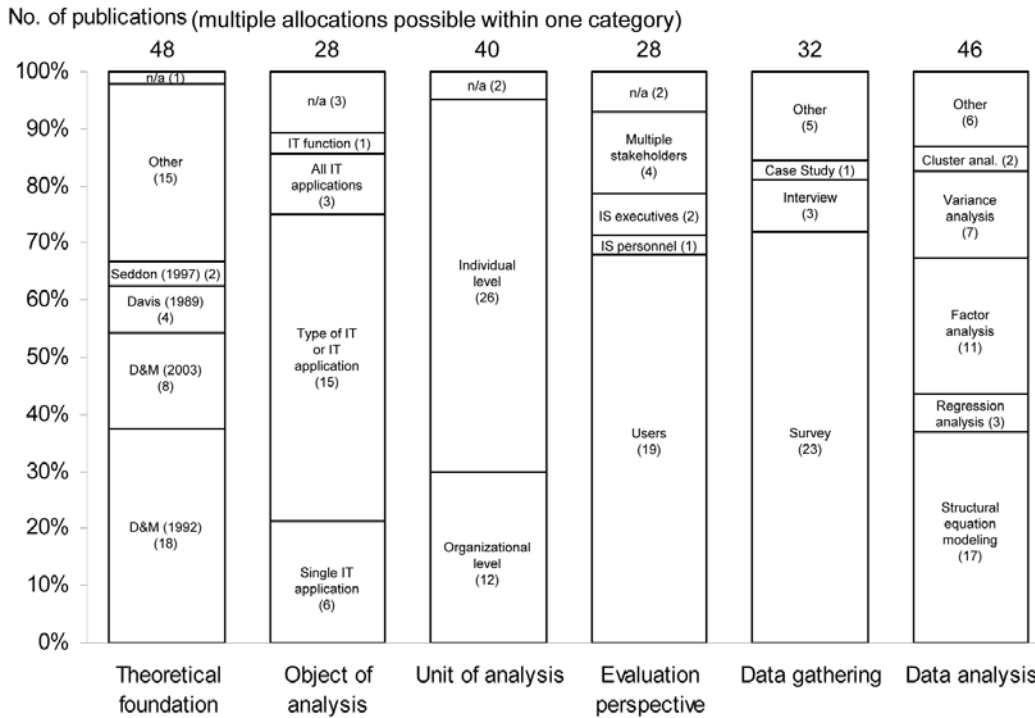 No. of publications (multiple allocations possible within one category)
48
28
40
28
32
46
100%
90%
80%
70%
60%
50%
40%
30%
20%
10%
0%
n/a (1)
Other
(15)
Seddon (1997) (2)
Davis (1989)
(4)
D&M (2003)
(8)
D&M (1992)
(18)
Theoretical
foundation
n/a (3)
IT function (1)
All IT
applications
(3)
Type of IT
or IT
application
(15)
Single IT
application
(6)
Object of
analysis
n/a (2)
Individual
level
(26)
Organizational
level
(12)
Unit of analysis
n/a (2)
Multiple
stakeholders
(4)
IS executives (2)
IS personnel (1)
Users
(19)
Evaluation
perspective
Other
(5)
Case Study (1)
Interview
(3)
Survey
(23)
Data gathering
Other
(6)
Cluster anal. (2)
Variance
analysis
(7)
Factor
analysis
(11)
Regression
analysis (3)
Structural
equation
modeling
(17)
Data analysis